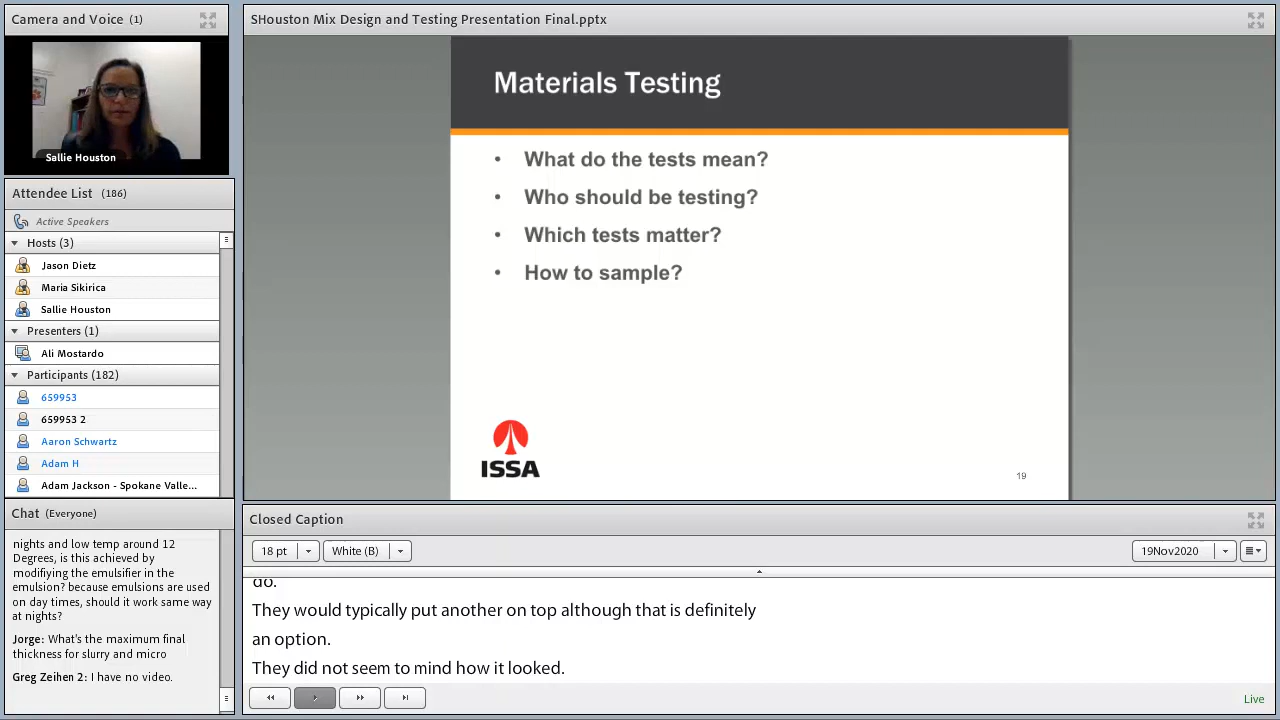 Camera and Voice (1)
Sallie Houston
Attendee List (186)
Active Speakers
Hosts (3)
Jason Dietz
Maria Sikirica
Sallie Houston
Presenters (1)
Ali Mostardo
Participants (182)
659953
659953 2
Aaron Schwartz
Adam H
Adam Jackson - Spokane Valle...
Chat (Everyone)
nights and low temp around 12
Degrees, is this achieved by
modifiying the emulsifier in the
emulsion? because emulsions are used
on day times, should it work same way
at nights?
Jorge: What's the maximum final
thickness for slurry and micro
Greg Zeihen 2: I have no video.
SHouston Mix Design and Testing Presentation Final.pptx
Materials Testing
• What do the tests mean?
• Who should be testing?
• Which tests matter?
• How to sample?
ISSA
19
Closed Caption
18 pt
White (B)
19Nov2020
do.
They would typically put another on top although that is definitely
an option.
They did not seem to mind how it looked.
Live